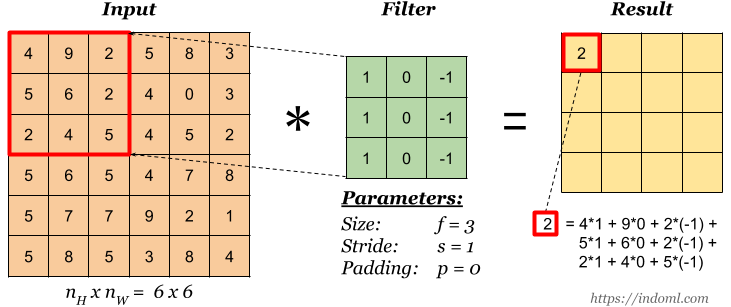 Input Filter Result
4 9 2 5 8 3
5 6 2 4 0 3
2 4 5 4 5 2
5 6 5 4 7 8
5 7 7 9 2 1
5 8 5 3 8 4
n_H x n_W = 6 x 6
*
1 0 -1
1 0 -1
1 0 -1
Parameters:
Size: f = 3
Stride: s = 1
Padding: p = 0
=
2
2 = 4*1 + 9*0 + 2*(-1) +
5*1 + 6*0 + 2*(-1) +
2*1 + 4*0 + 5*(-1)
https://indoml.com